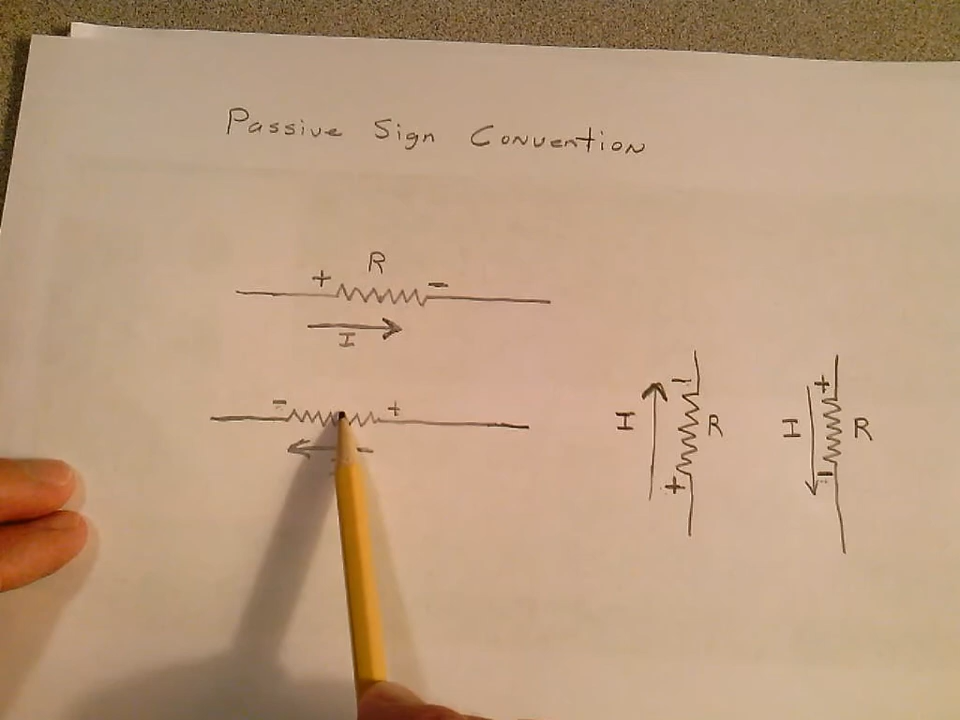 Passive Sign Convention
R
+ -
I
- +
I - + R
I + - R